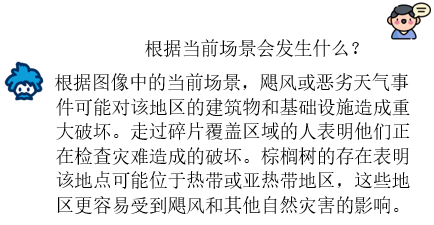 根据当前场景会发生什么？
根据图像中的当前场景，飓风或恶劣天气事
件可能对该地区的建筑物和基础设施造成重
大破坏。走过碎片覆盖区域的人表明他们正
在检查灾难造成的破坏。棕榈树的存在表明
该地点可能位于热带或亚热带地区，这些地
区更容易受到飓风和其他自然灾害的影响。